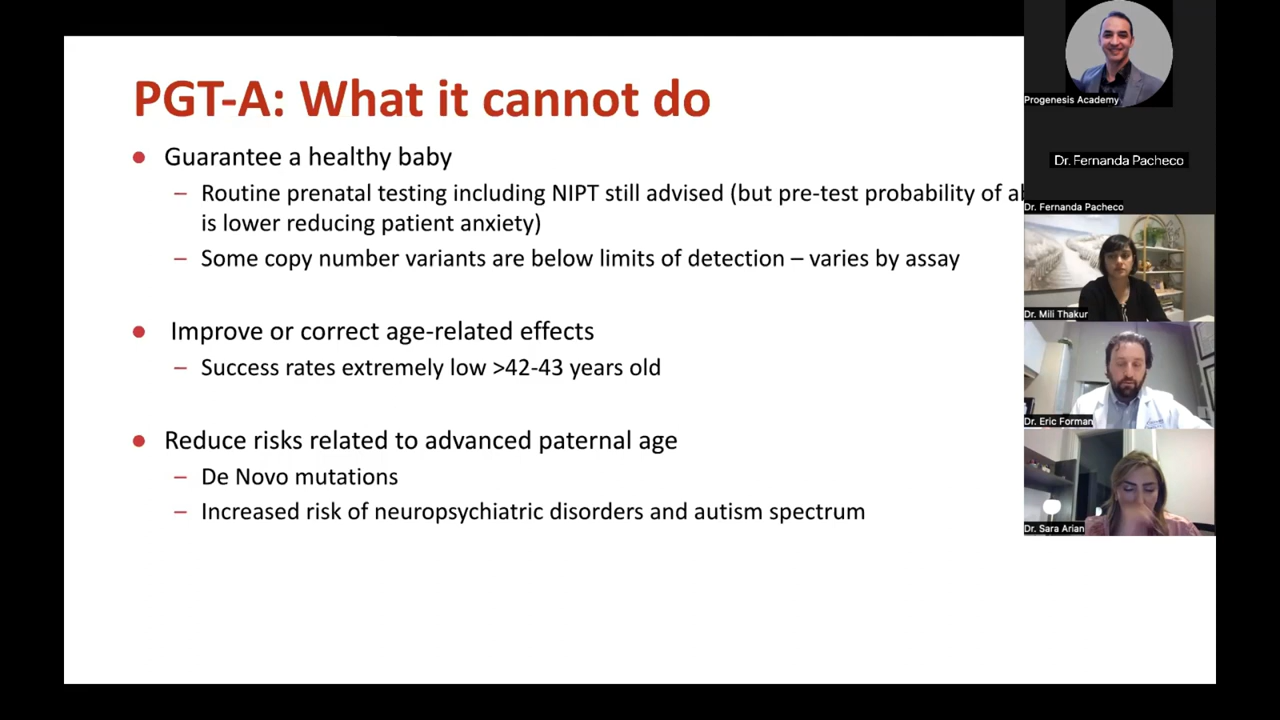 PGT-A: What it cannot do
Guarantee a healthy baby
– Routine prenatal testing including NIPT still advised (but pre-test probability of
is lower reducing patient anxiety)
– Some copy number variants are below limits of detection – varies by assay
Improve or correct age-related effects
– Success rates extremely low >42-43 years old
Reduce risks related to advanced paternal age
– De Novo mutations
– Increased risk of neuropsychiatric disorders and autism spectrum
Progenesis Academy
Dr. Fernanda Pacheco
Dr. Fernanda Pacheco
Dr. Mili Thakur
Dr. Eric Forman
Dr. Sara Arian